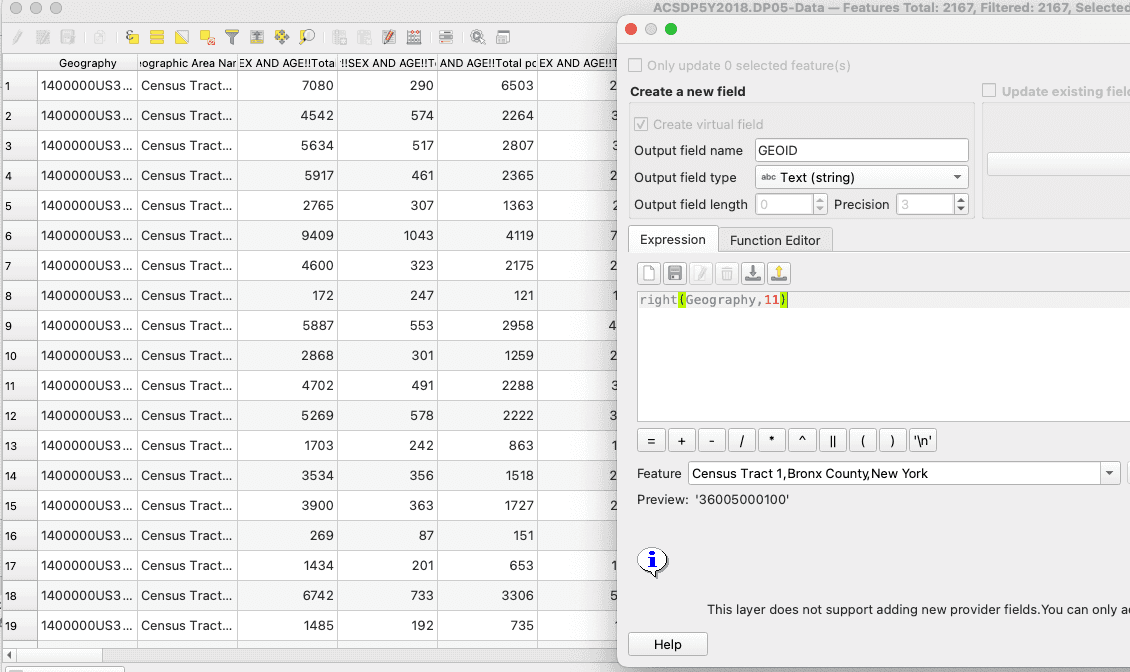 ACSDP5Y2018.DP05-Data — Features Total: 2167, Filtered: 2167, Selected
Geography ographic Area Nam EX AND AGE!!Total !!SEX AND AGE!!To AND AGE!!Total po EX AND AGE!!T
1 1400000US3... Census Tract... 7080 290 6503 2
2 1400000US3... Census Tract... 4542 574 2264 3
3 1400000US3... Census Tract... 5634 517 2807 3
4 1400000US3... Census Tract... 5917 461 2365 2
5 1400000US3... Census Tract... 2765 307 1363 2
6 1400000US3... Census Tract... 9409 1043 4119 7
7 1400000US3... Census Tract... 4600 323 2175 2
8 1400000US3... Census Tract... 172 247 121 1
9 1400000US3... Census Tract... 5887 553 2958 4
10 1400000US3... Census Tract... 2868 301 1259 2
11 1400000US3... Census Tract... 4702 491 2288 3
12 1400000US3... Census Tract... 5269 578 2222 3
13 1400000US3... Census Tract... 1703 242 863 1
14 1400000US3... Census Tract... 3534 356 1518 2
15 1400000US3... Census Tract... 3900 363 1727 2
16 1400000US3... Census Tract... 269 87 151
17 1400000US3... Census Tract... 1434 201 653 1
18 1400000US3... Census Tract... 6742 733 3306 5
19 1400000US3... Census Tract... 1485 192 735
Only update 0 selected feature(s)
Create a new field
Update existing fiel
Create virtual field
Output field name GEOID
Output field type abc Text (string)
Output field length 0 Precision 3
Expression Function Editor
right(Geography,11)
= + - / * ^ || ( ) '\n'
Feature Census Tract 1,Bronx County,New York
Preview: '36005000100'
This layer does not support adding new provider fields.You can only a
Help